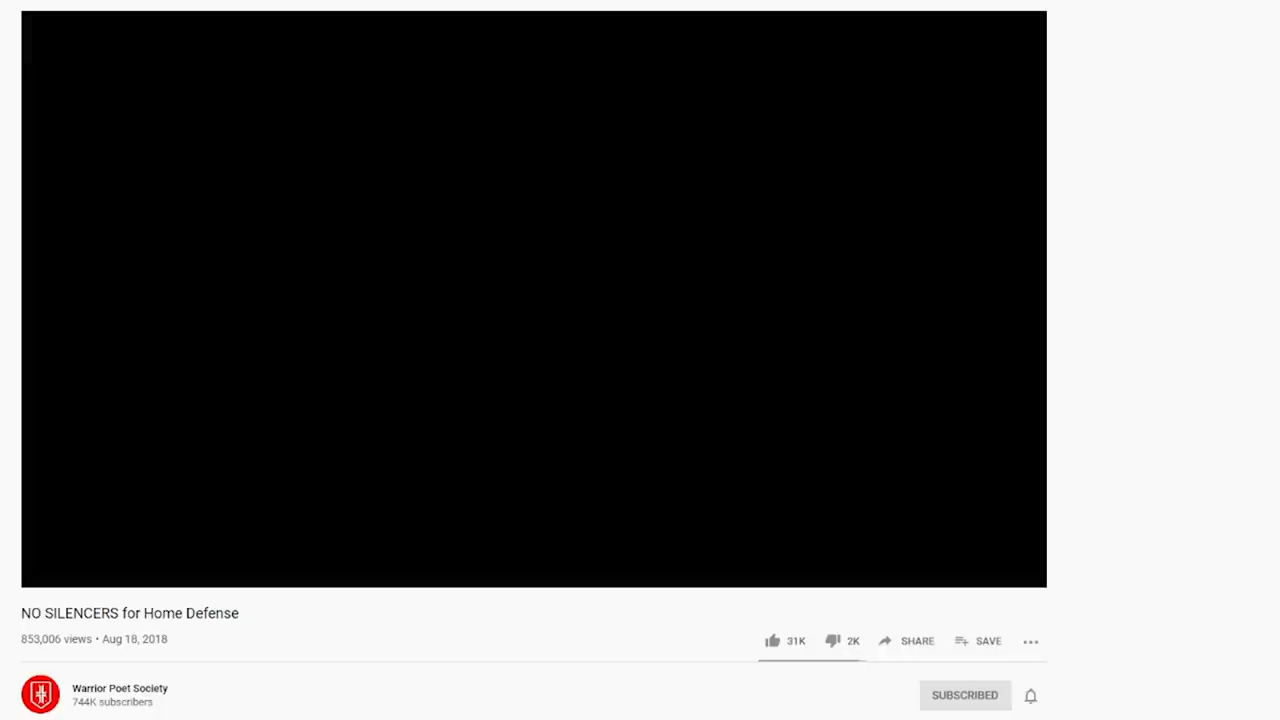 NO SILENCERS for Home Defense
853,006 views • Aug 18, 2018
31K 2K SHARE SAVE
Warrior Poet Society
744K subscribers
SUBSCRIBED